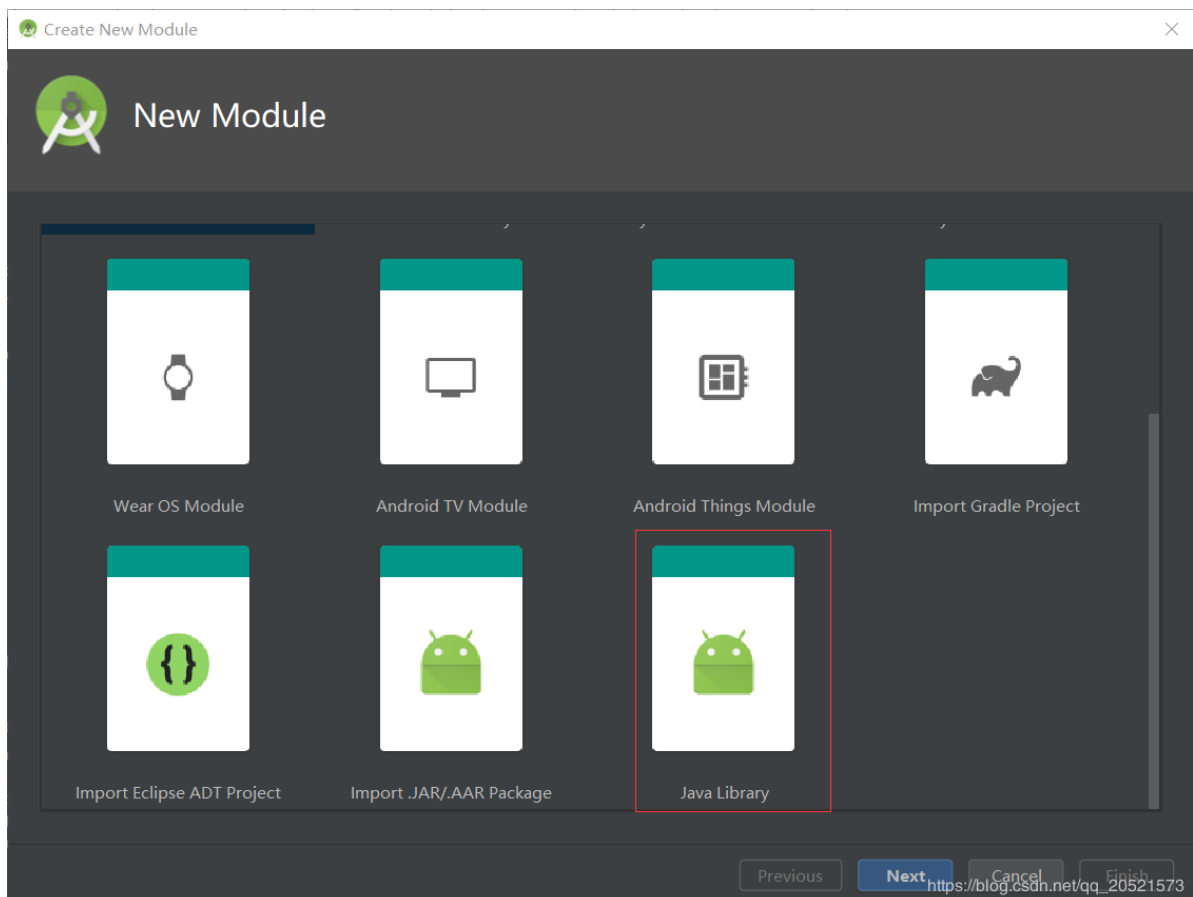 Create New Module
New Module
Wear OS Module
Android TV Module
Android Things Module
Import Gradle Project
Import Eclipse ADT Project
Import .JAR/.AAR Package
Java Library
Previous
Next
Cancel
Finish
https://blog.csdn.net/qq_20521573